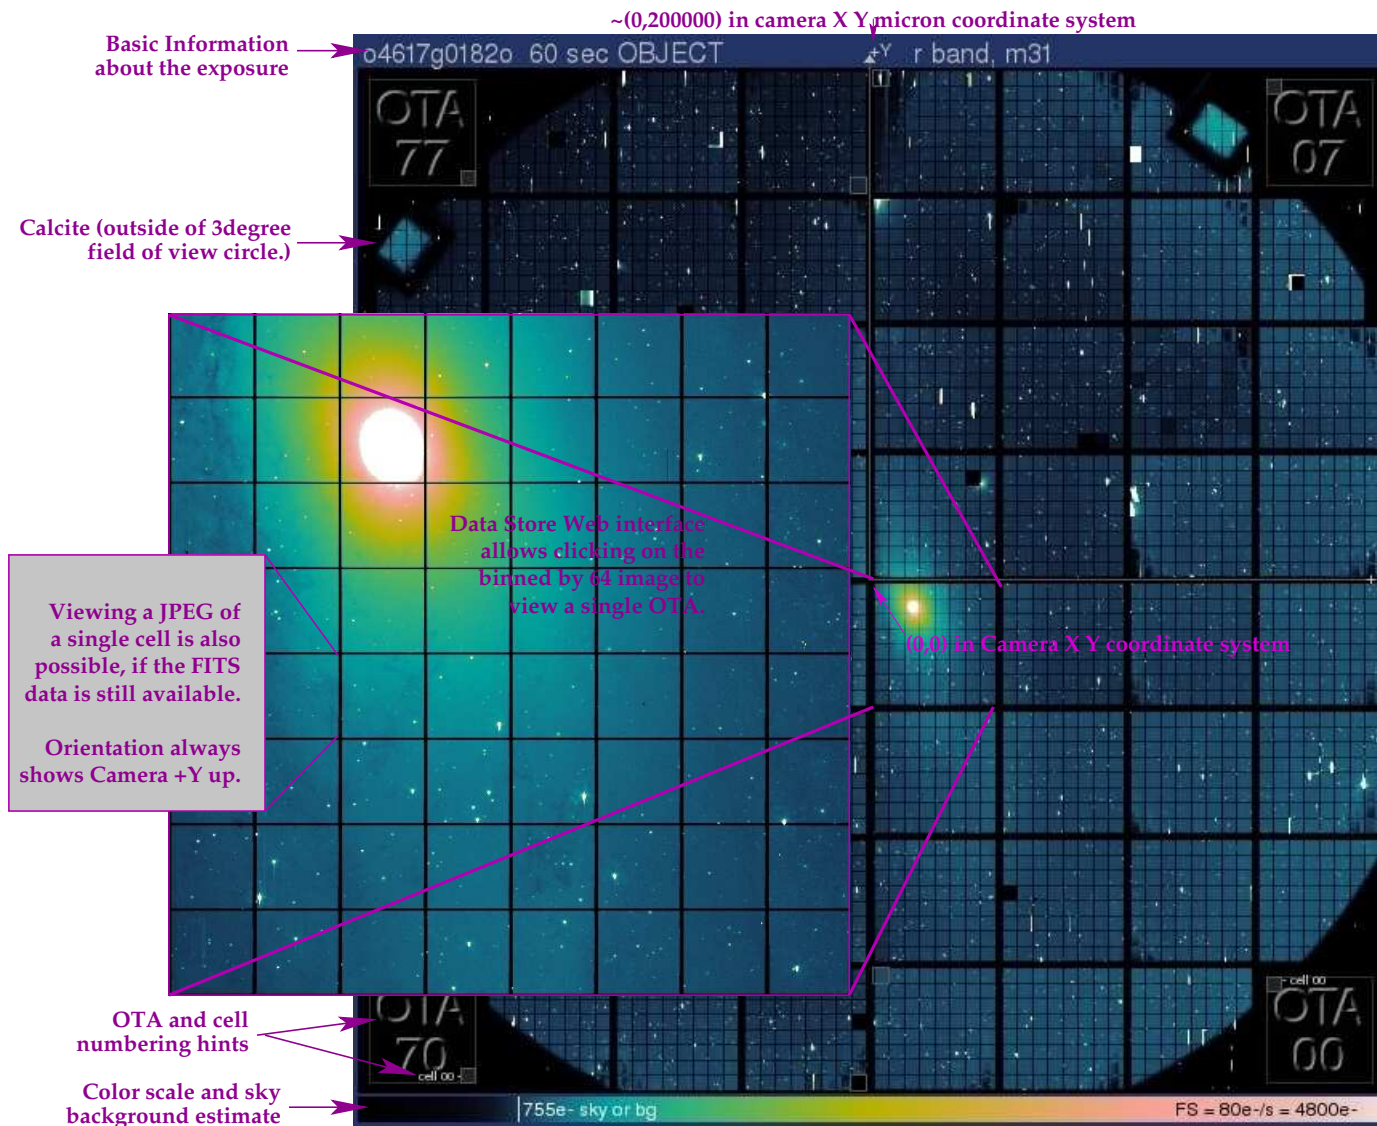 ~(0,200000) in camera X Y micron coordinate system
Basic Information
about the exposure
o4617g0182o 60 sec OBJECT
+Y
r band, m31
OTA
77
OTA
07
Calcite (outside of 3degree
field of view circle.)
Data Store Web interface
allows clicking on the
binned by 64 image to
view a single OTA.
Viewing a JPEG of
a single cell is also
possible, if the FITS
data is still available.
Orientation always
shows Camera +Y up.
(0,0) in Camera X Y coordinate system
OTA and cell
numbering hints
OTA
70
cell 00 -
- cell 00
OTA
00
Color scale and sky
background estimate
755e- sky or bg
FS = 80e-/s = 4800e-